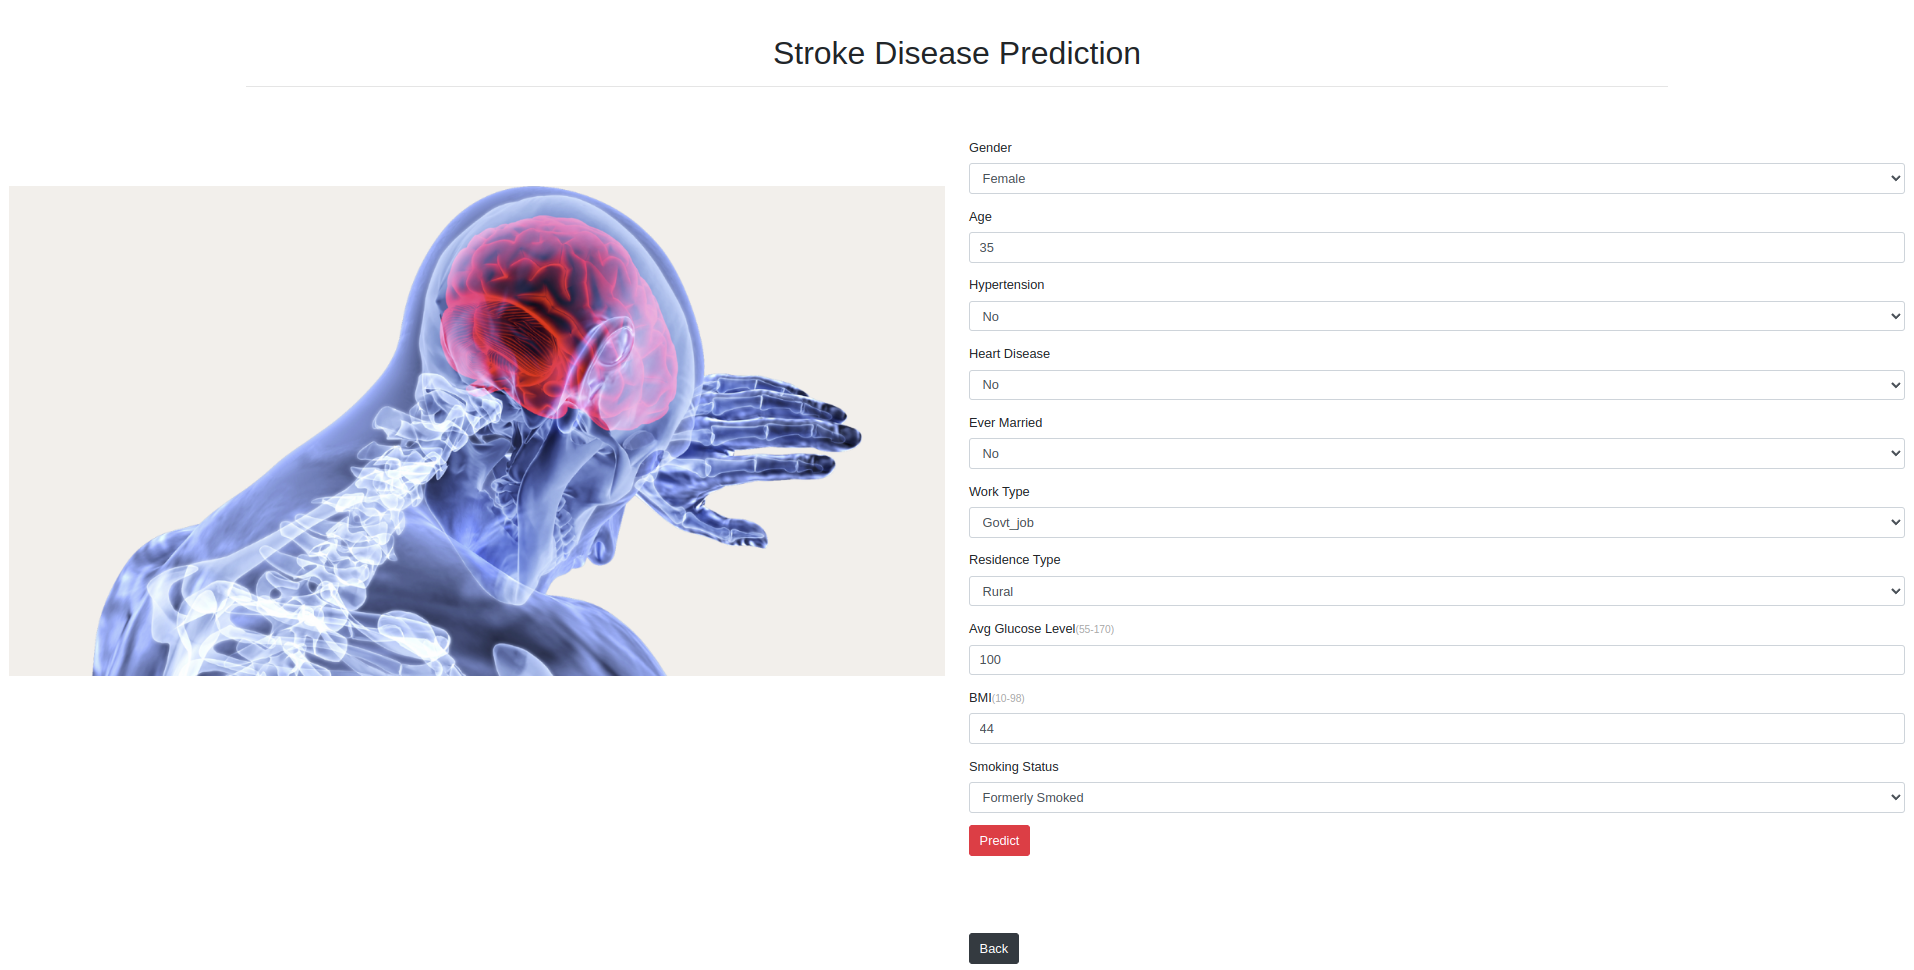 Stroke Disease Prediction
Gender
Female
Age
35
Hypertension
No
Heart Disease
No
Ever Married
No
Work Type
Govt_job
Residence Type
Rural
Avg Glucose Level(55-170)
100
BMI(10-98)
44
Smoking Status
Formerly Smoked
Predict
Back